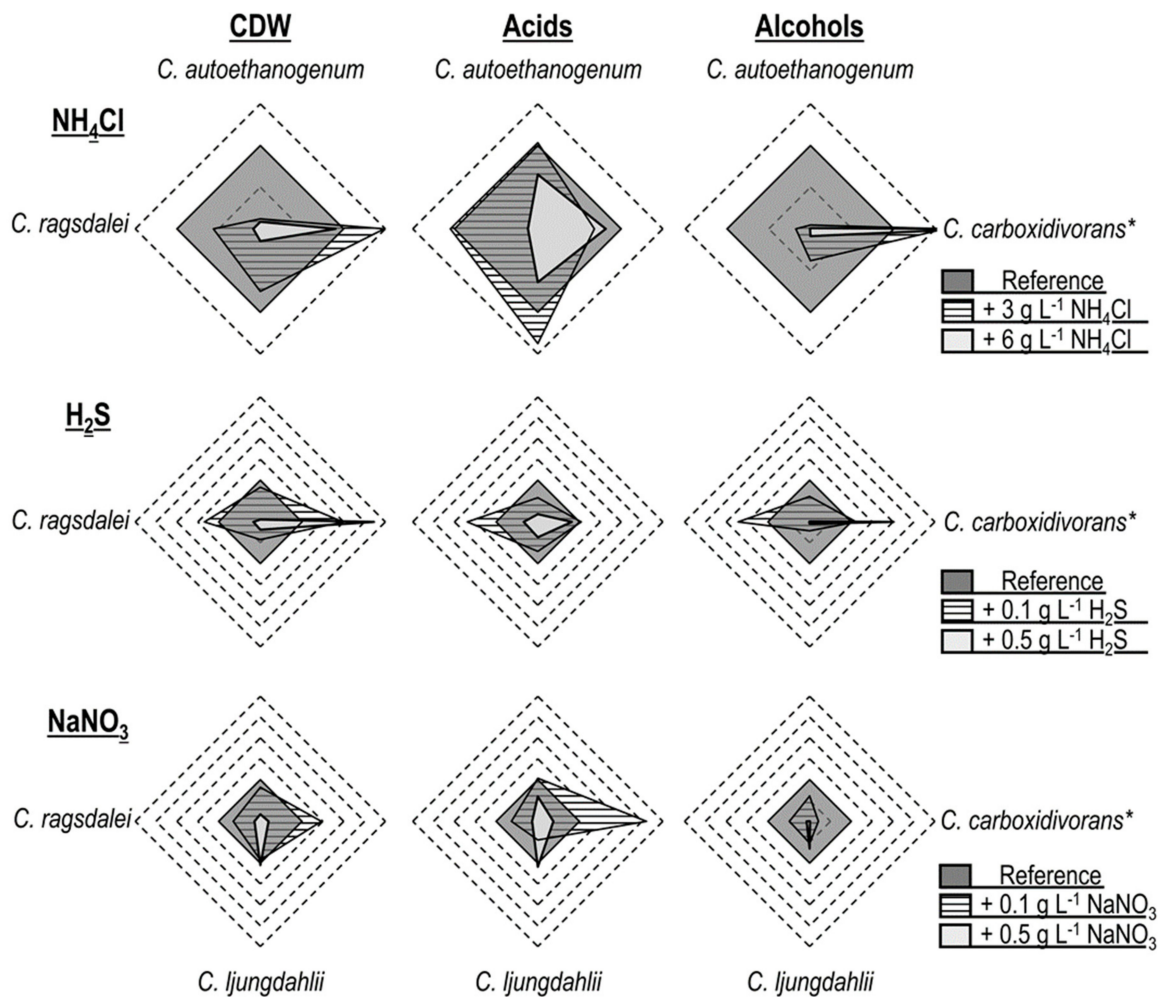 CDW Acids Alcohols
C. autoethanogenum C. autoethanogenum C. autoethanogenum
NH₄Cl
C. ragsdalei C. carboxidivorans*
Reference
+ 3 g L⁻¹ NH₄Cl
+ 6 g L⁻¹ NH₄Cl
H₂S
C. ragsdalei C. carboxidivorans*
Reference
+ 0.1 g L⁻¹ H₂S
+ 0.5 g L⁻¹ H₂S
NaNO₃
C. ragsdalei C. carboxidivorans*
Reference
+ 0.1 g L⁻¹ NaNO₃
+ 0.5 g L⁻¹ NaNO₃
C. ljungdahlii C. ljungdahlii C. ljungdahlii